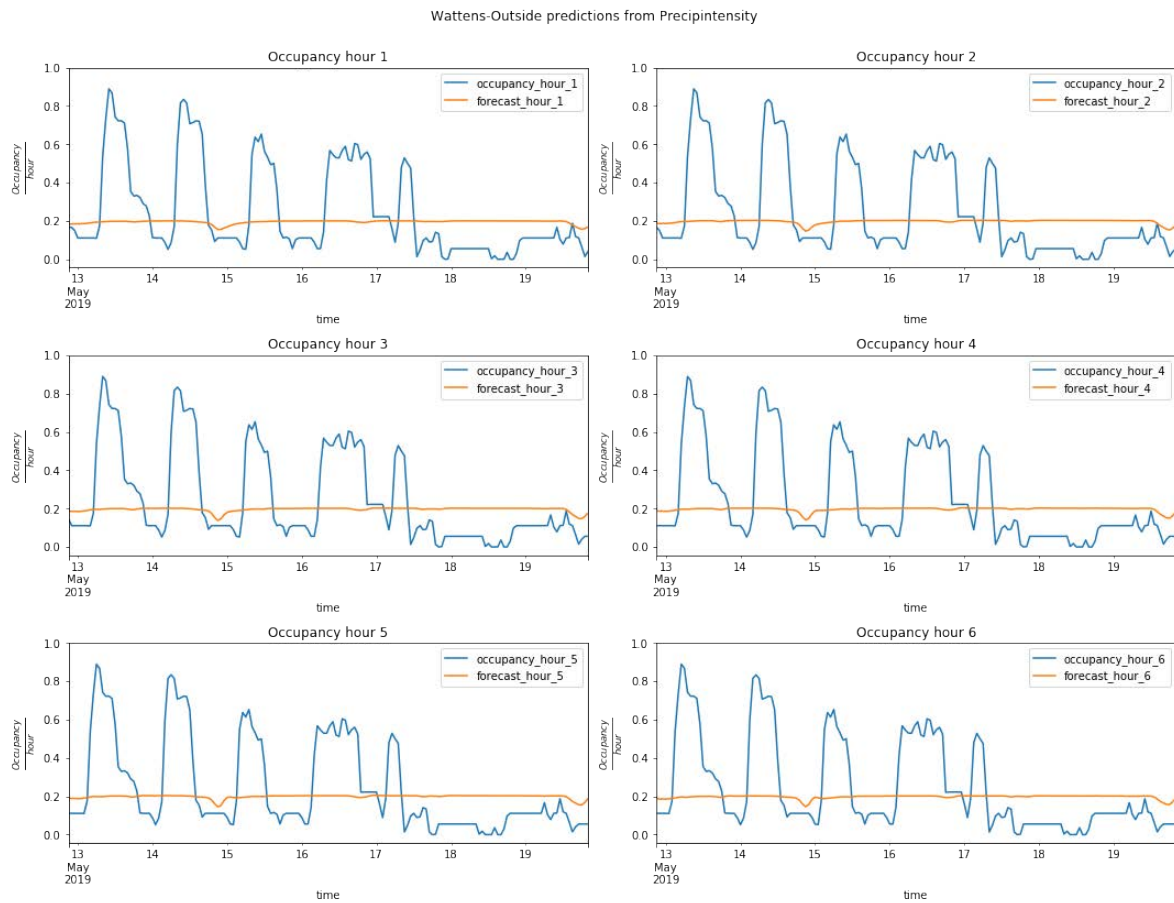 Wattens-Outside predictions from Precipintensity
Occupancy hour 1
1.0
0.8
0.6
0.4
0.2
0.0
Occupancy
hour
occupancy_hour_1
forecast_hour_1
13 14 15 16 17 18 19
May
2019
time
Occupancy hour 2
1.0
0.8
0.6
0.4
0.2
0.0
Occupancy
hour
occupancy_hour_2
forecast_hour_2
13 14 15 16 17 18 19
May
2019
time
Occupancy hour 3
1.0
0.8
0.6
0.4
0.2
0.0
Occupancy
hour
occupancy_hour_3
forecast_hour_3
13 14 15 16 17 18 19
May
2019
time
Occupancy hour 4
1.0
0.8
0.6
0.4
0.2
0.0
Occupancy
hour
occupancy_hour_4
forecast_hour_4
13 14 15 16 17 18 19
May
2019
time
Occupancy hour 5
1.0
0.8
0.6
0.4
0.2
0.0
Occupancy
hour
occupancy_hour_5
forecast_hour_5
13 14 15 16 17 18 19
May
2019
time
Occupancy hour 6
1.0
0.8
0.6
0.4
0.2
0.0
Occupancy
hour
occupancy_hour_6
forecast_hour_6
13 14 15 16 17 18 19
May
2019
time